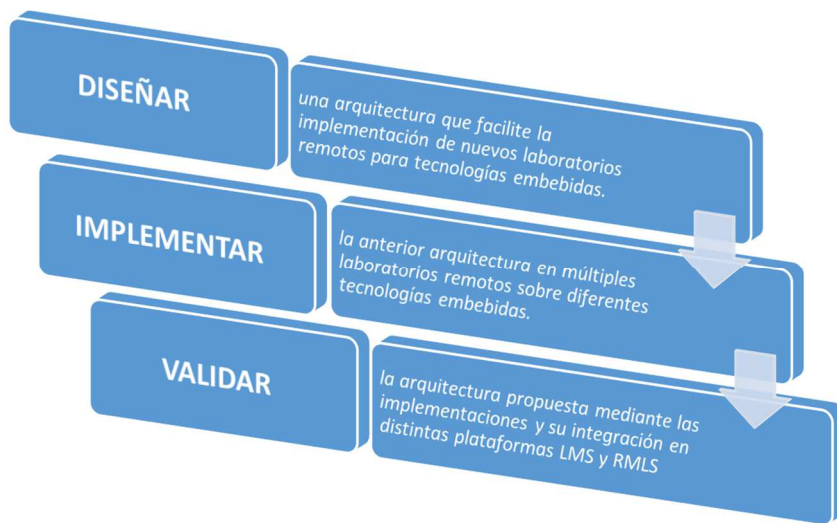 DISEÑAR
una arquitectura que facilite la
implementación de nuevos laboratorios
remotos para tecnologías embebidas.
IMPLEMENTAR
la anterior arquitectura en múltiples
laboratorios remotos sobre diferentes
tecnologías embebidas.
VALIDAR
la arquitectura propuesta mediante las
implementaciones y su integración en
distintas plataformas LMS y RMLS